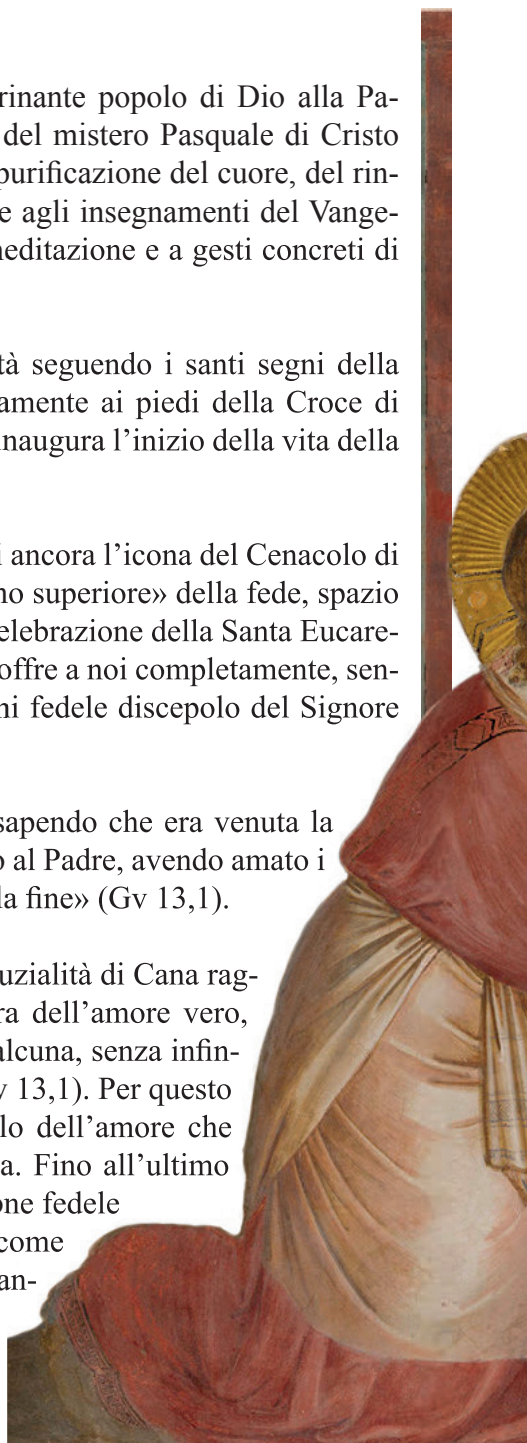 rinante popolo di Dio alla Pa-
del mistero Pasquale di Cristo
purificazione del cuore, del rin-
e agli insegnamenti del Vange-
meditazione e a gesti concreti di
tà seguendo i santi segni della
amente ai piedi della Croce di
inaugura l’inizio della vita della
i ancora l’icona del Cenacolo di
no superiore» della fede, spazio
celebrazione della Santa Eucare-
offre a noi completamente, sen-
ni fedele discepolo del Signore
sapendo che era venuta la
o al Padre, avendo amato i
la fine» (Gv 13,1).
uzialità di Cana rag-
ra dell’amore vero,
alcuna, senza infin-
v 13,1). Per questo
lo dell’amore che
a. Fino all’ultimo
one fedele
come
an-